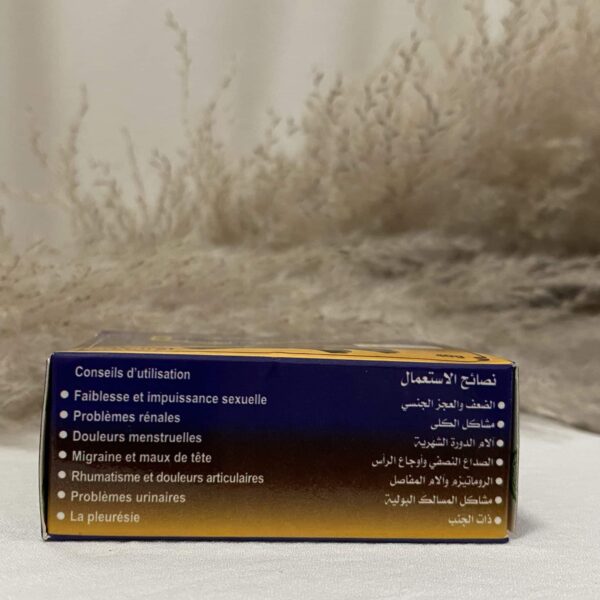 Conseils d'utilisation
Faiblesse et impuissance sexuelle
Problèmes rénales
Douleurs menstruelles
Migraine et maux de tête
Rhumatisme et douleurs articulaires
Problèmes urinaires
La pleurésie
نصائح الاستعمال
الضعف والعجز الجنسي
مشاكل الكلى
الام الدورة الشهرية
الصداع النصفي وأوجاع الرأس
الروماتيزم والام المفاصل
مشاكل المسالك البولية
ذات الجنب